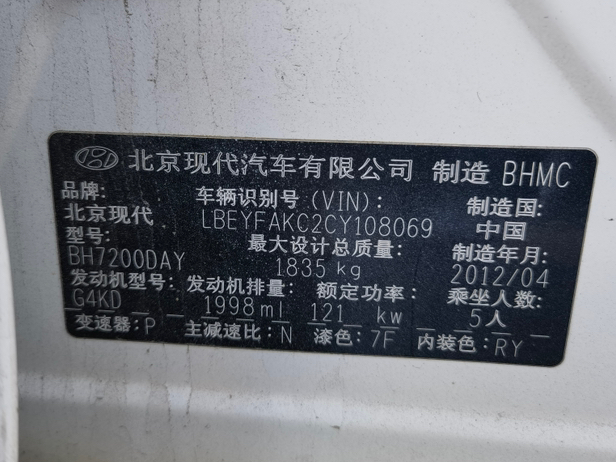 北京现代汽车有限公司 制造 BHMC
品牌: 车辆识别号(VIN): 制造国:
北京现代 LBEYFAKC2CY108069 中国
型号: 最大设计总质量: 制造年月:
BH7200DAY 1835 kg 2012/04
发动机型号: 发动机排量: 额定功率: 乘坐人数:
G4KD 1998ml 121 kw 5人
变速器: P 主减速比: N 漆色: 7F 内装色: RY